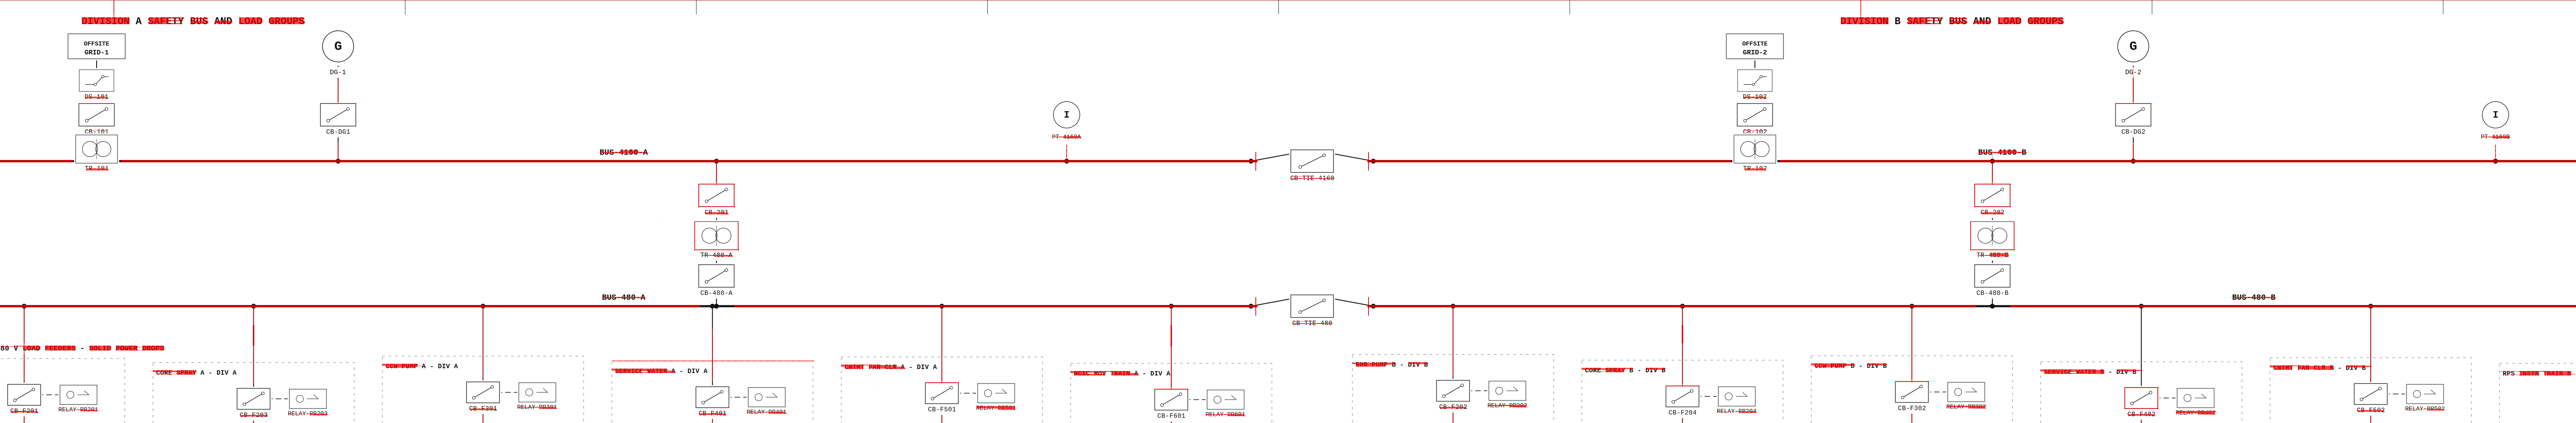 DIVISION A SAFETY BUS AND LOAD GROUPS
DIVISION B SAFETY BUS AND LOAD GROUPS
OFFSITE
GRID-1
G
DG-1
DS-101
CB-101
CB-DG1
TR-101
I
PT-4160A
BUS-4160-A
CB-TIE-4160
OFFSITE
GRID-2
G
DG-2
DS-102
CB-102
CB-DG2
TR-102
I
PT-4160B
BUS-4160-B
CB-201
TR-480-A
CB-480-A
CB-202
TR-480-B
CB-480-B
BUS-480-A
CB-TIE-480
BUS-480-B
80 V LOAD FEEDERS - SOLID POWER DROPS
CORE SPRAY A - DIV A
CCW PUMP A - DIV A
SERVICE WATER A - DIV A
CNTMT FAN CLR A - DIV A
RCIC MOV TRAIN A - DIV A
RHR PUMP B - DIV B
CORE SPRAY B - DIV B
CCW PUMP B - DIV B
SERVICE WATER B - DIV B
CNTMT FAN CLR B - DIV B
RPS INSTR TRAIN B
CB-F201
RELAY-RR201
CB-F203
RELAY-RR203
CB-F301
RELAY-RR301
CB-F401
RELAY-RR401
CB-F501
RELAY-RR501
CB-F601
RELAY-RR601
CB-F202
RELAY-RR202
CB-F204
RELAY-RR204
CB-F302
RELAY-RR302
CB-F402
RELAY-RR402
CB-F502
RELAY-RR502